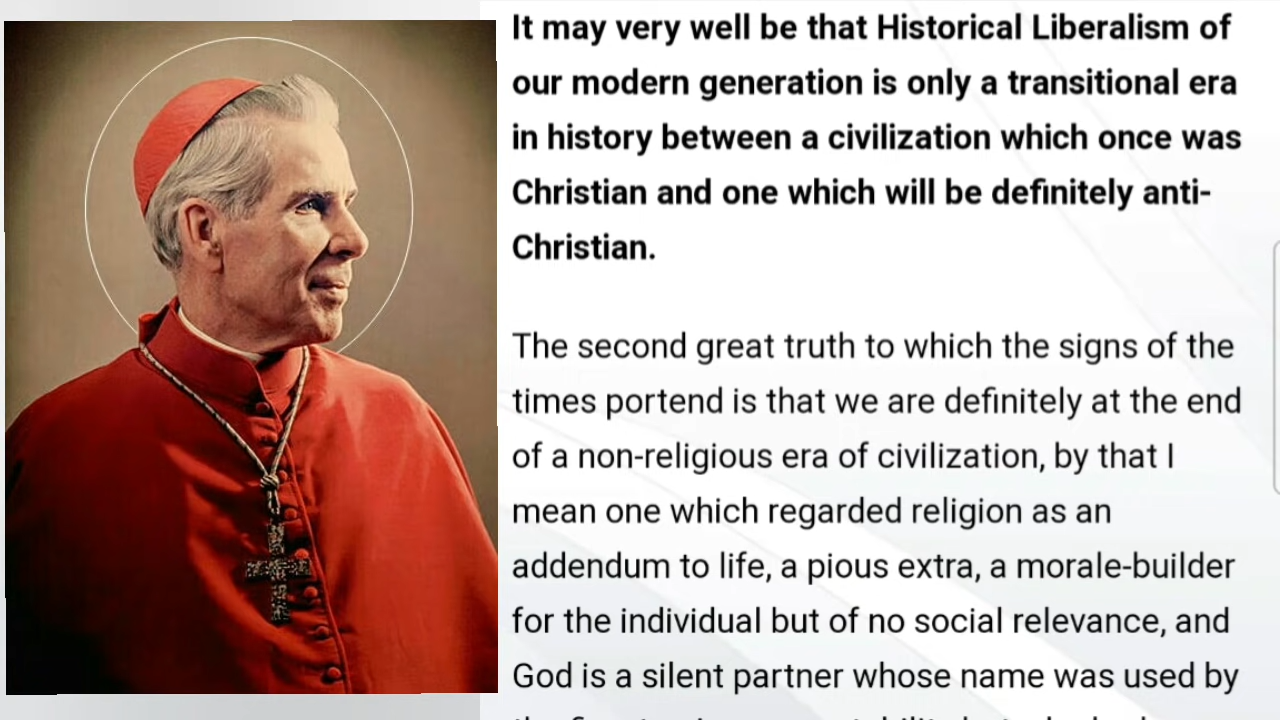 It may very well be that Historical Liberalism of
our modern generation is only a transitional era
in history between a civilization which once was
Christian and one which will be definitely anti-
Christian.
The second great truth to which the signs of the
times portend is that we are definitely at the end
of a non-religious era of civilization, by that I
mean one which regarded religion as an
addendum to life, a pious extra, a morale-builder
for the individual but of no social relevance, and
God is a silent partner whose name was used by